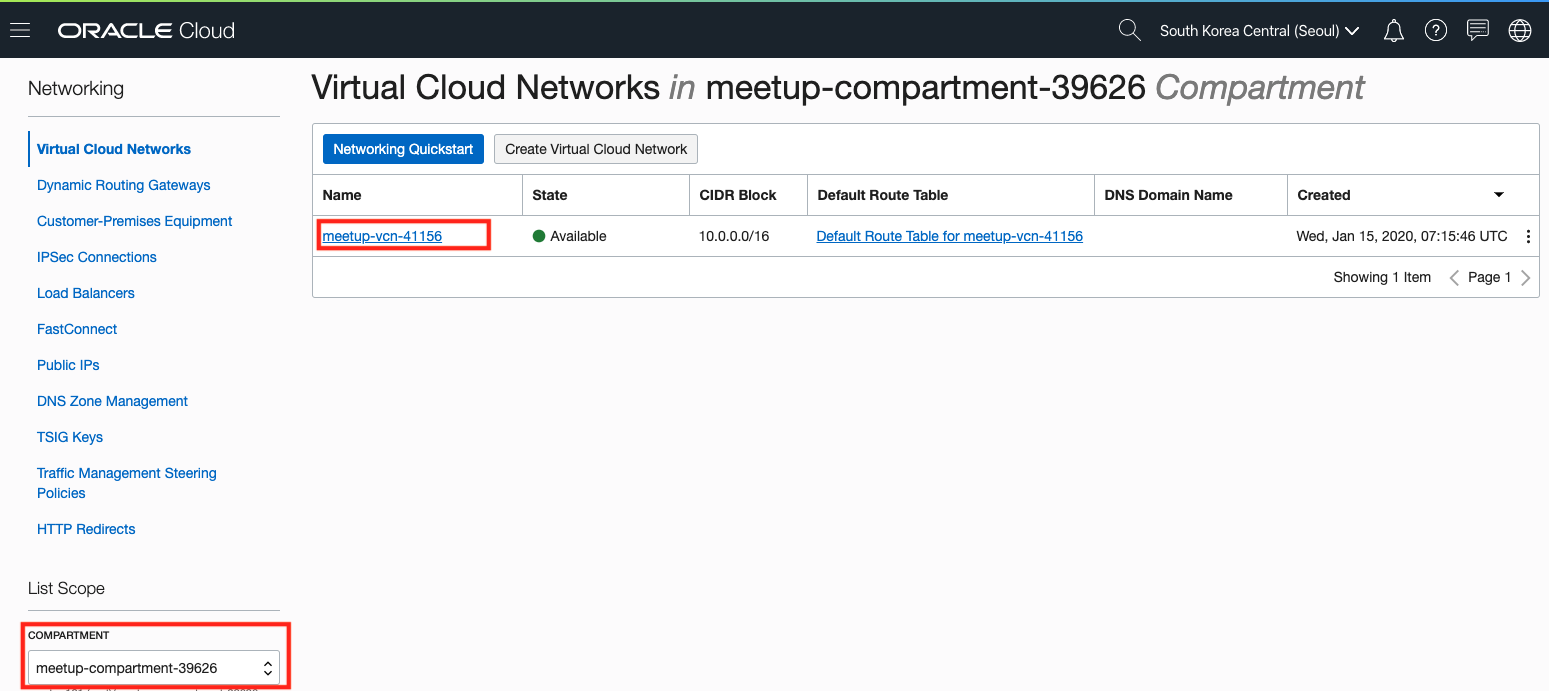 ORACLE Cloud
South Korea Central (Seoul)
Networking
Virtual Cloud Networks
Dynamic Routing Gateways
Customer-Premises Equipment
IPSec Connections
Load Balancers
FastConnect
Public IPs
DNS Zone Management
TSIG Keys
Traffic Management Steering
Policies
HTTP Redirects
List Scope
COMPARTMENT
meetup-compartment-39626
Virtual Cloud Networks in meetup-compartment-39626 Compartment
Networking Quickstart Create Virtual Cloud Network
Name State CIDR Block Default Route Table DNS Domain Name Created
meetup-vcn-41156 Available 10.0.0.0/16 Default Route Table for meetup-vcn-41156 Wed, Jan 15, 2020, 07:15:46 UTC
Showing 1 Item Page 1